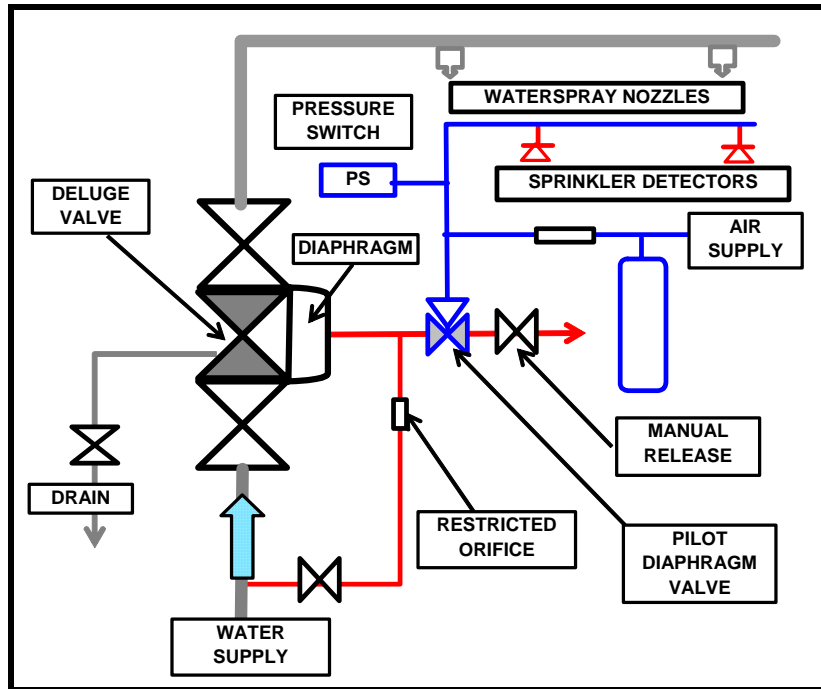 WATERSPRAY NOZZLES
PRESSURE
SWITCH
PS
SPRINKLER DETECTORS
DELUGE
VALVE
DIAPHRAGM
AIR
SUPPLY
MANUAL
RELEASE
DRAIN
RESTRICTED
ORIFICE
PILOT
DIAPHRAGM
VALVE
WATER
SUPPLY